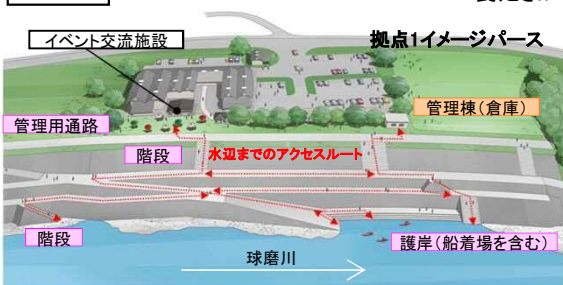 イベント交流施設
拠点1イメージパース
管理棟(倉庫)
管理用通路
階段
水辺までのアクセスルート
階段
護岸(船着場を含む)
球磨川